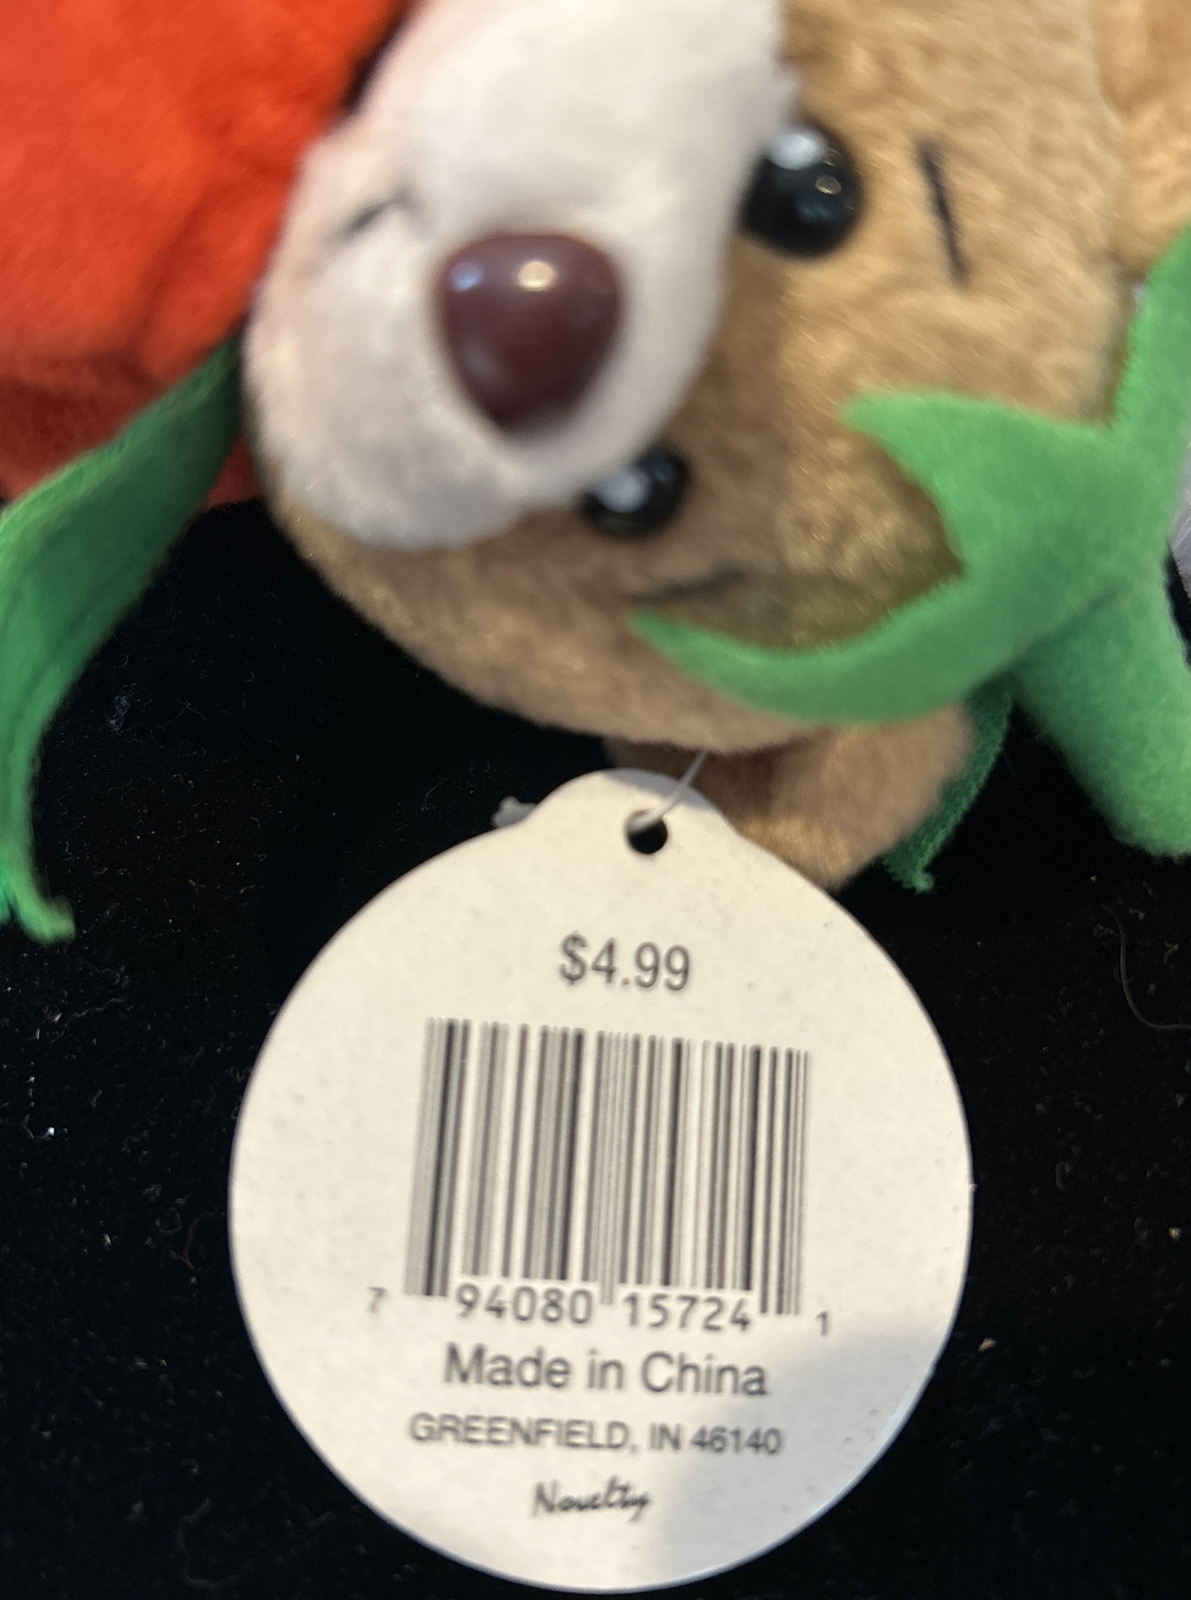 $4.99
7 94080 15724 1
Made in China
GREENFIELD, IN 46140
Novelty